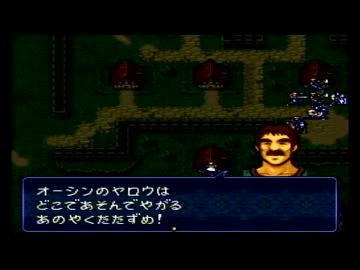 オーシンのヤロウは
どこであそんでやがる
あのやくたたずめ!